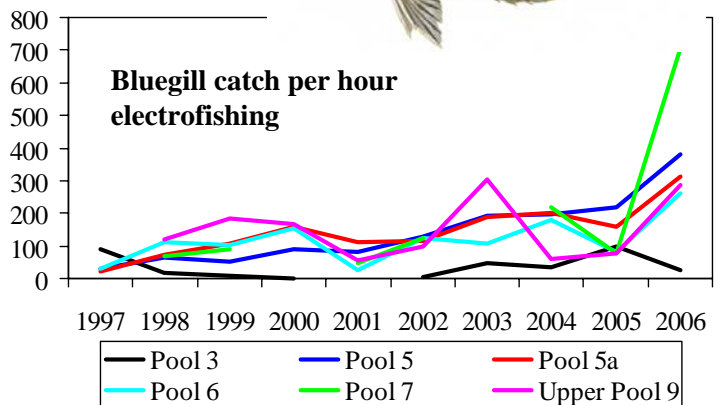 800
700
600
500
400
300
200
100
0
Bluegill catch per hour
electrofishing
1997 1998 1999 2000 2001 2002 2003 2004 2005 2006
Pool 3 Pool 5 Pool 5a
Pool 6 Pool 7 Upper Pool 9